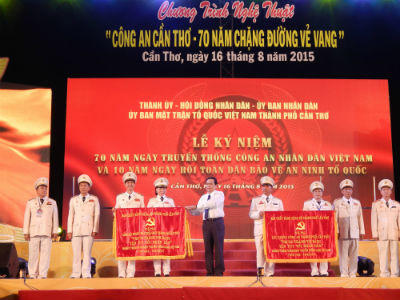 Chương Trình Nghệ Thuật
"CÔNG AN CẦN THƠ - 70 NĂM CHẶNG ĐƯỜNG VẺ VANG"
Cần Thơ, ngày 16 tháng 8 năm 2015
THÀNH ỦY - HỘI ĐỒNG NHÂN DÂN - ỦY BAN NHÂN DÂN
ỦY BAN MẶT TRẬN TỔ QUỐC VIỆT NAM THÀNH PHỐ CẦN THƠ
LỄ KỶ NIỆM
70 NĂM NGÀY TRUYỀN THỐNG CÔNG AN NHÂN DÂN VIỆT NAM
VÀ 10 NĂM NGÀY HỘI TOÀN DÂN BẢO VỆ AN NINH TỔ QUỐC
CẦN THƠ, NGÀY 16 THÁNG 8 NĂM 2015